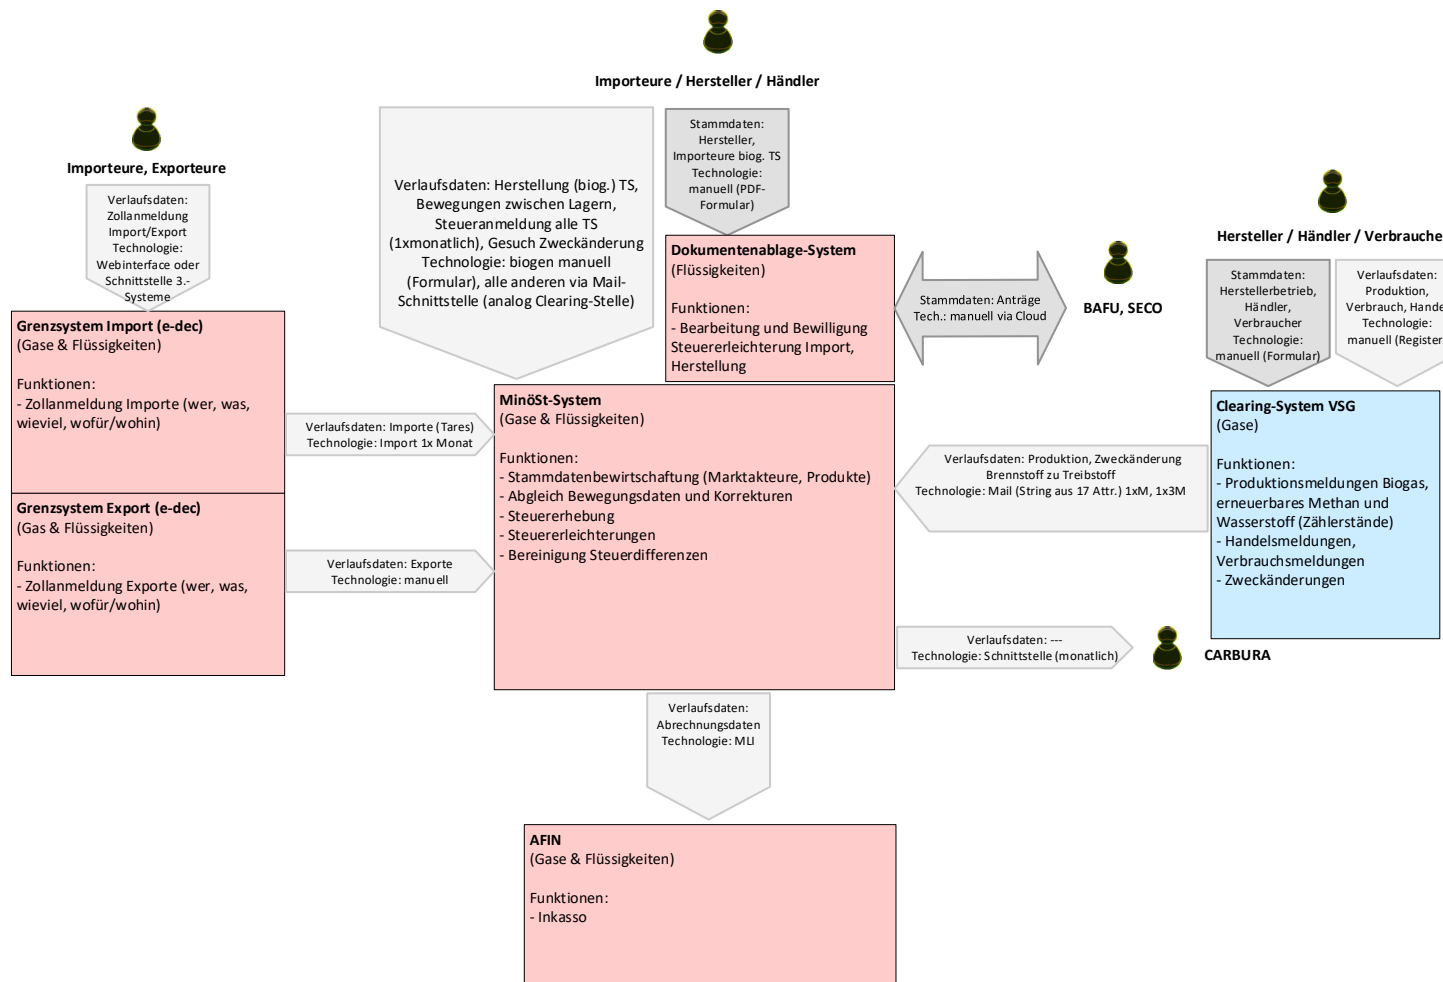 Importeure / Hersteller / Händler
Importeure, Exporteure
Verlaufsdaten:
Zollanmeldung
Import/Export
Technologie:
Webinterface oder
Schnittstelle 3.-
Systeme
Verlaufsdaten: Herstellung (biog.) TS,
Bewegungen zwischen Lagern,
Steueranmeldung alle TS
(1xmonatlich), Gesuch Zweckänderung
Technologie: biogen manuell
(Formular), alle anderen via Mail-
Schnittstelle (analog Clearing-Stelle)
Stammdaten:
Hersteller,
Importeure biog. TS
Technologie:
manuell (PDF-
Formular)
Dokumentenablage-System
(Flüssigkeiten)
Funktionen:
- Bearbeitung und Bewilligung
Steuererleichterung Import,
Herstellung
Stammdaten: Anträge
Tech.: manuell via Cloud
BAFU, SECO
Hersteller / Händler / Verbrauche
Stammdaten:
Herstellerbetrieb,
Händler,
Verbraucher
Technologie:
manuell (Formular)
Verlaufsdaten:
Produktion,
Verbrauch, Hande
Technologie:
manuell (Register
Grenzsystem Import (e-dec)
(Gase & Flüssigkeiten)
Funktionen:
- Zollanmeldung Importe (wer, was,
wieviel, wofür/wohin)
Grenzsystem Export (e-dec)
(Gas & Flüssigkeiten)
Funktionen:
- Zollanmeldung Exporte (wer, was,
wieviel, wofür/wohin)
Verlaufsdaten: Importe (Tares)
Technologie: Import 1x Monat
Verlaufsdaten: Exporte
Technologie: manuell
MinöSt-System
(Gase & Flüssigkeiten)
Funktionen:
- Stammdatenbewirtschaftung (Marktakteure, Produkte)
- Abgleich Bewegungsdaten und Korrekturen
- Steuererhebung
- Steuererleichterungen
- Bereinigung Steuerdifferenzen
Verlaufsdaten: Produktion, Zweckänderung
Brennstoff zu Treibstoff
Technologie: Mail (String aus 17 Attr.) 1xM, 1x3M
Clearing-System VSG
(Gase)
Funktionen:
- Produktionsmeldungen Biogas,
erneuerbares Methan und
Wasserstoff (Zählerstände)
- Handelsmeldungen,
Verbrauchsmeldungen
- Zweckänderungen
Verlaufsdaten: ---
Technologie: Schnittstelle (monatlich)
CARBURA
Verlaufsdaten:
Abrechnungsdaten
Technologie: MLI
AFIN
(Gase & Flüssigkeiten)
Funktionen:
- Inkasso